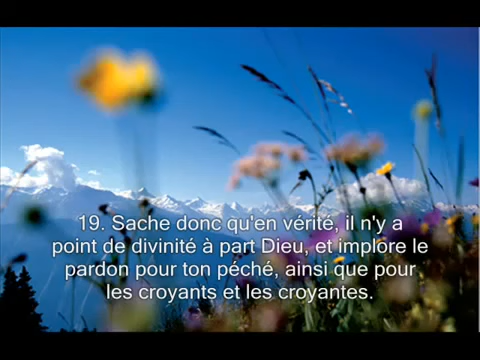 19. Sache donc qu'en vérité, il n'y a
point de divinité à part Dieu, et implore le
pardon pour ton péché, ainsi que pour
les croyants et les croyantes.